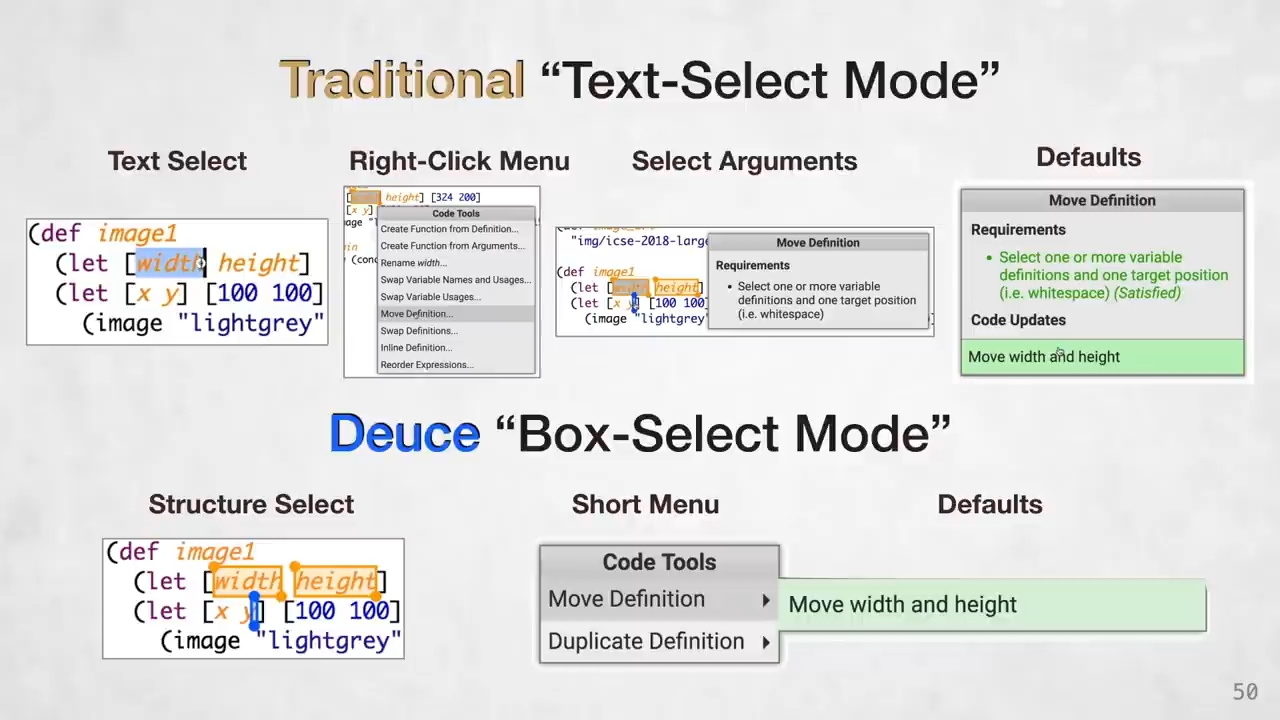 Traditional “Text-Select Mode”
Text Select
Right-Click Menu
Select Arguments
Defaults
(def image1
(let [width height]
(let [x y] [100 100]
(image "lightgrey"
height] [324 200]
[x y]
Code Tools
Create Function from Definition...
Create Function from Arguments...
Rename width...
Swap Variable Names and Usages...
Swap Variable Usages...
Move Definition...
Swap Definitions...
Inline Definition...
Reorder Expressions...
"img/icse-2018-large
(def image1
(let [width height]
(let [x y] [100 100]
(image "lightgrey"
Move Definition
Requirements
• Select one or more variable
definitions and one target position
(i.e. whitespace)
Move Definition
Requirements
• Select one or more variable
definitions and one target position
(i.e. whitespace) (Satisfied)
Code Updates
Move width and height
Deuce “Box-Select Mode”
Structure Select
Short Menu
Defaults
(def image1
(let [width height]
(let [x y] [100 100]
(image "lightgrey"
Code Tools
Move Definition
Duplicate Definition
Move width and height
50